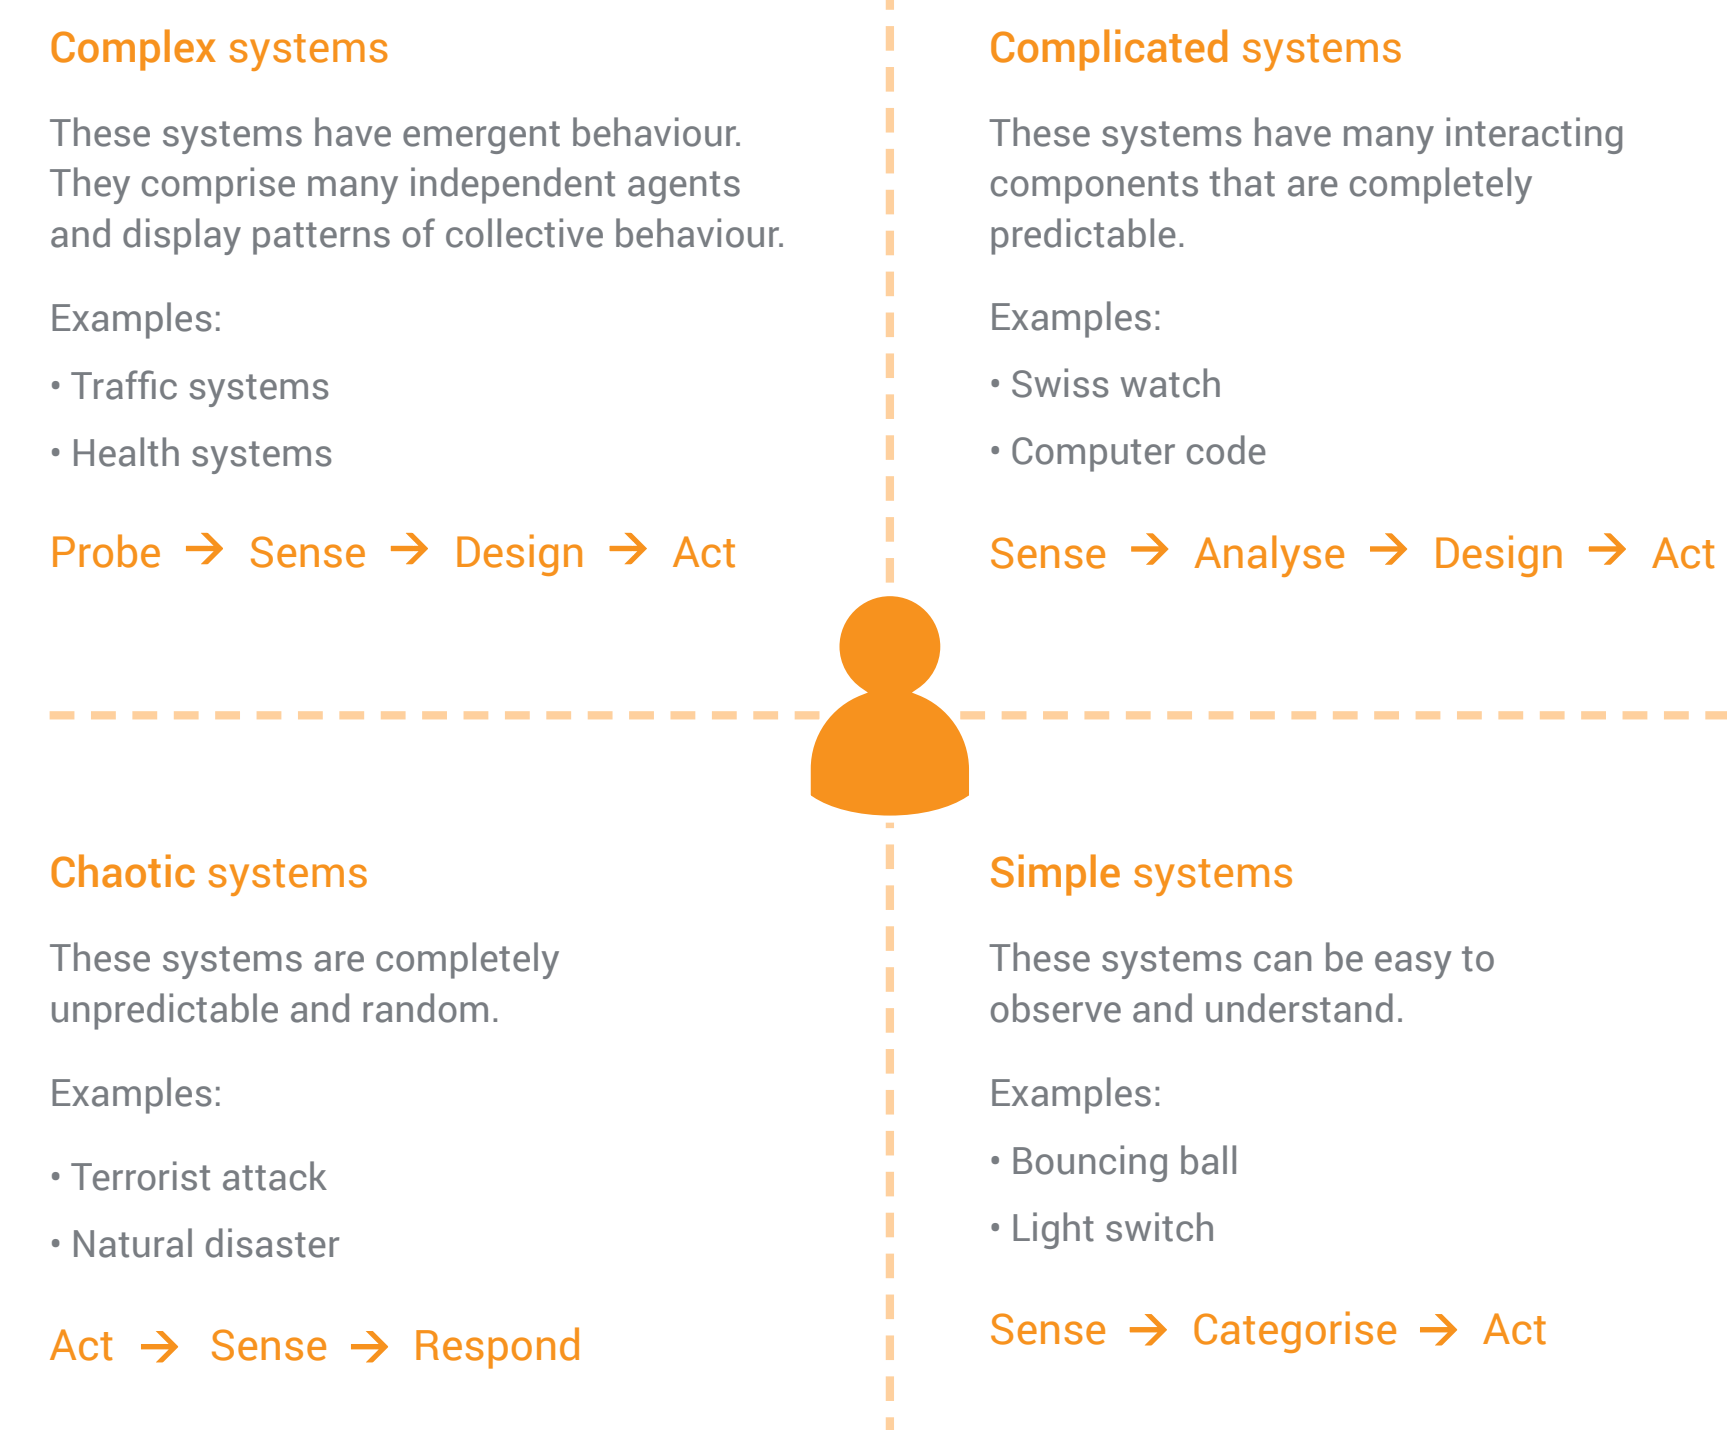 Complex systems
These systems have emergent behaviour.
They comprise many independent agents
and display patterns of collective behaviour.
Examples:
• Traffic systems
• Health systems
Probe → Sense → Design → Act
Complicated systems
These systems have many interacting
components that are completely
predictable.
Examples:
• Swiss watch
• Computer code
Sense → Analyse → Design → Act
Chaotic systems
These systems are completely
unpredictable and random.
Examples:
• Terrorist attack
• Natural disaster
Act → Sense → Respond
Simple systems
These systems can be easy to
observe and understand.
Examples:
• Bouncing ball
• Light switch
Sense → Categorise → Act